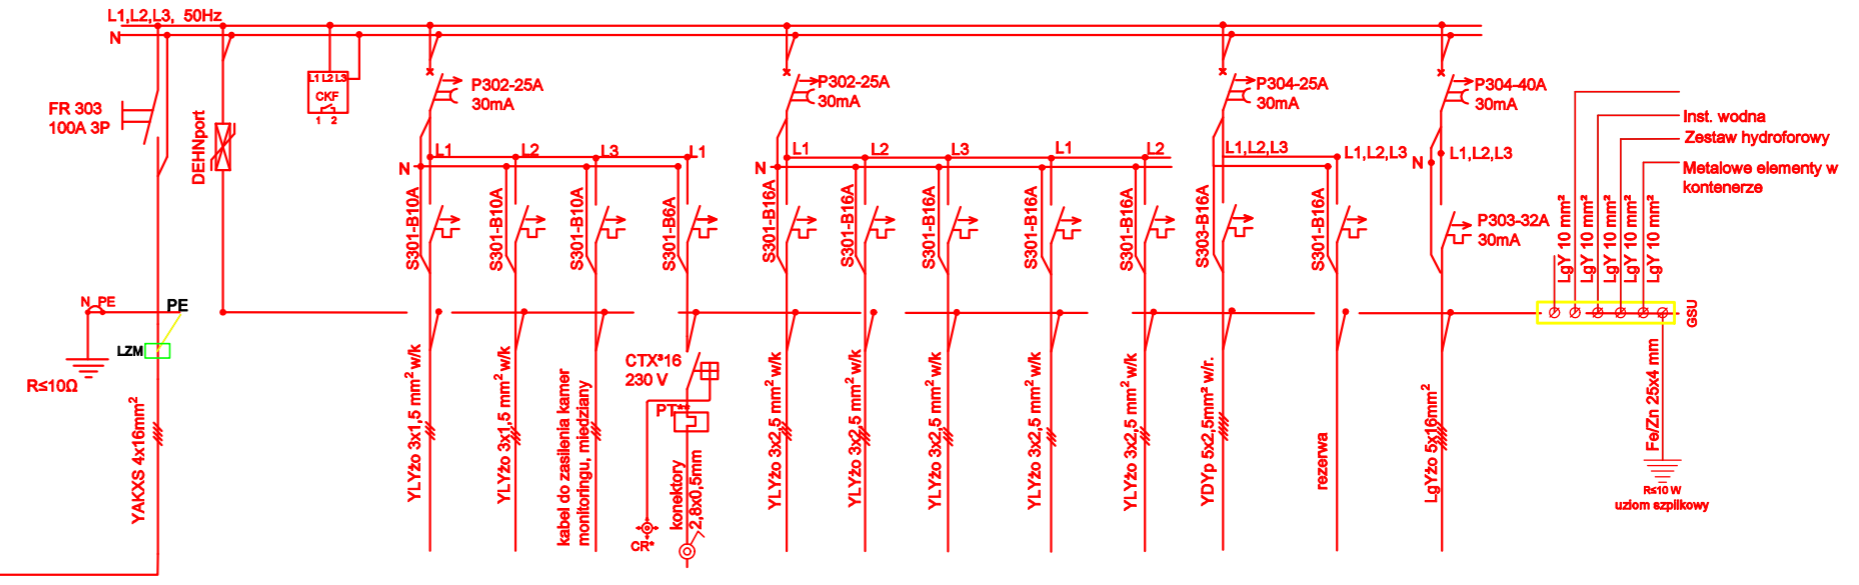 L1,L2,L3, 50Hz
N
FR 303
100A 3P
DEHNport
L1 L2 L3
CKF
1 2
P302-25A
30mA
P302-25A
30mA
P304-25A
30mA
P304-40A
30mA
N
L1
L2
L3
L1
N
L1
L2
L3
L1
L2
L1,L2,L3
L1,L2,L3
N
L1,L2,L3
S301-B10A
S301-B10A
S301-B10A
S301-B6A
S301-B16A
S301-B16A
S301-B16A
S301-B16A
S301-B16A
S303-B16A
S301-B16A
P303-32A
30mA
Inst. wodna
Zestaw hydroforowy
Metalowe elementy w
kontenerze
LgY 10 mm²
LgY 10 mm²
LgY 10 mm²
LgY 10 mm²
LgY 10 mm²
GSU
N PE
PE
LZM
R≤10Ω
YAKXS 4x16mm²
YLYżo 3x1,5 mm² w/k
YLYżo 3x1,5 mm² w/k
kabel do zasilenia kamer
monitoringu, miedziany
CTX³16
230 V
PT**
CR*
konektory
2,8x0,5mm
YLYżo 3x2,5 mm² w/k
YLYżo 3x2,5 mm² w/k
YLYżo 3x2,5 mm² w/k
YLYżo 3x2,5 mm² w/k
YLYżo 3x2,5 mm² w/k
YDYp 5x2,5mm² w/r.
rezerwa
LgYżo 5x16mm²
Fe/Zn 25x4 mm
R≤10 W
uziom szpilkowy